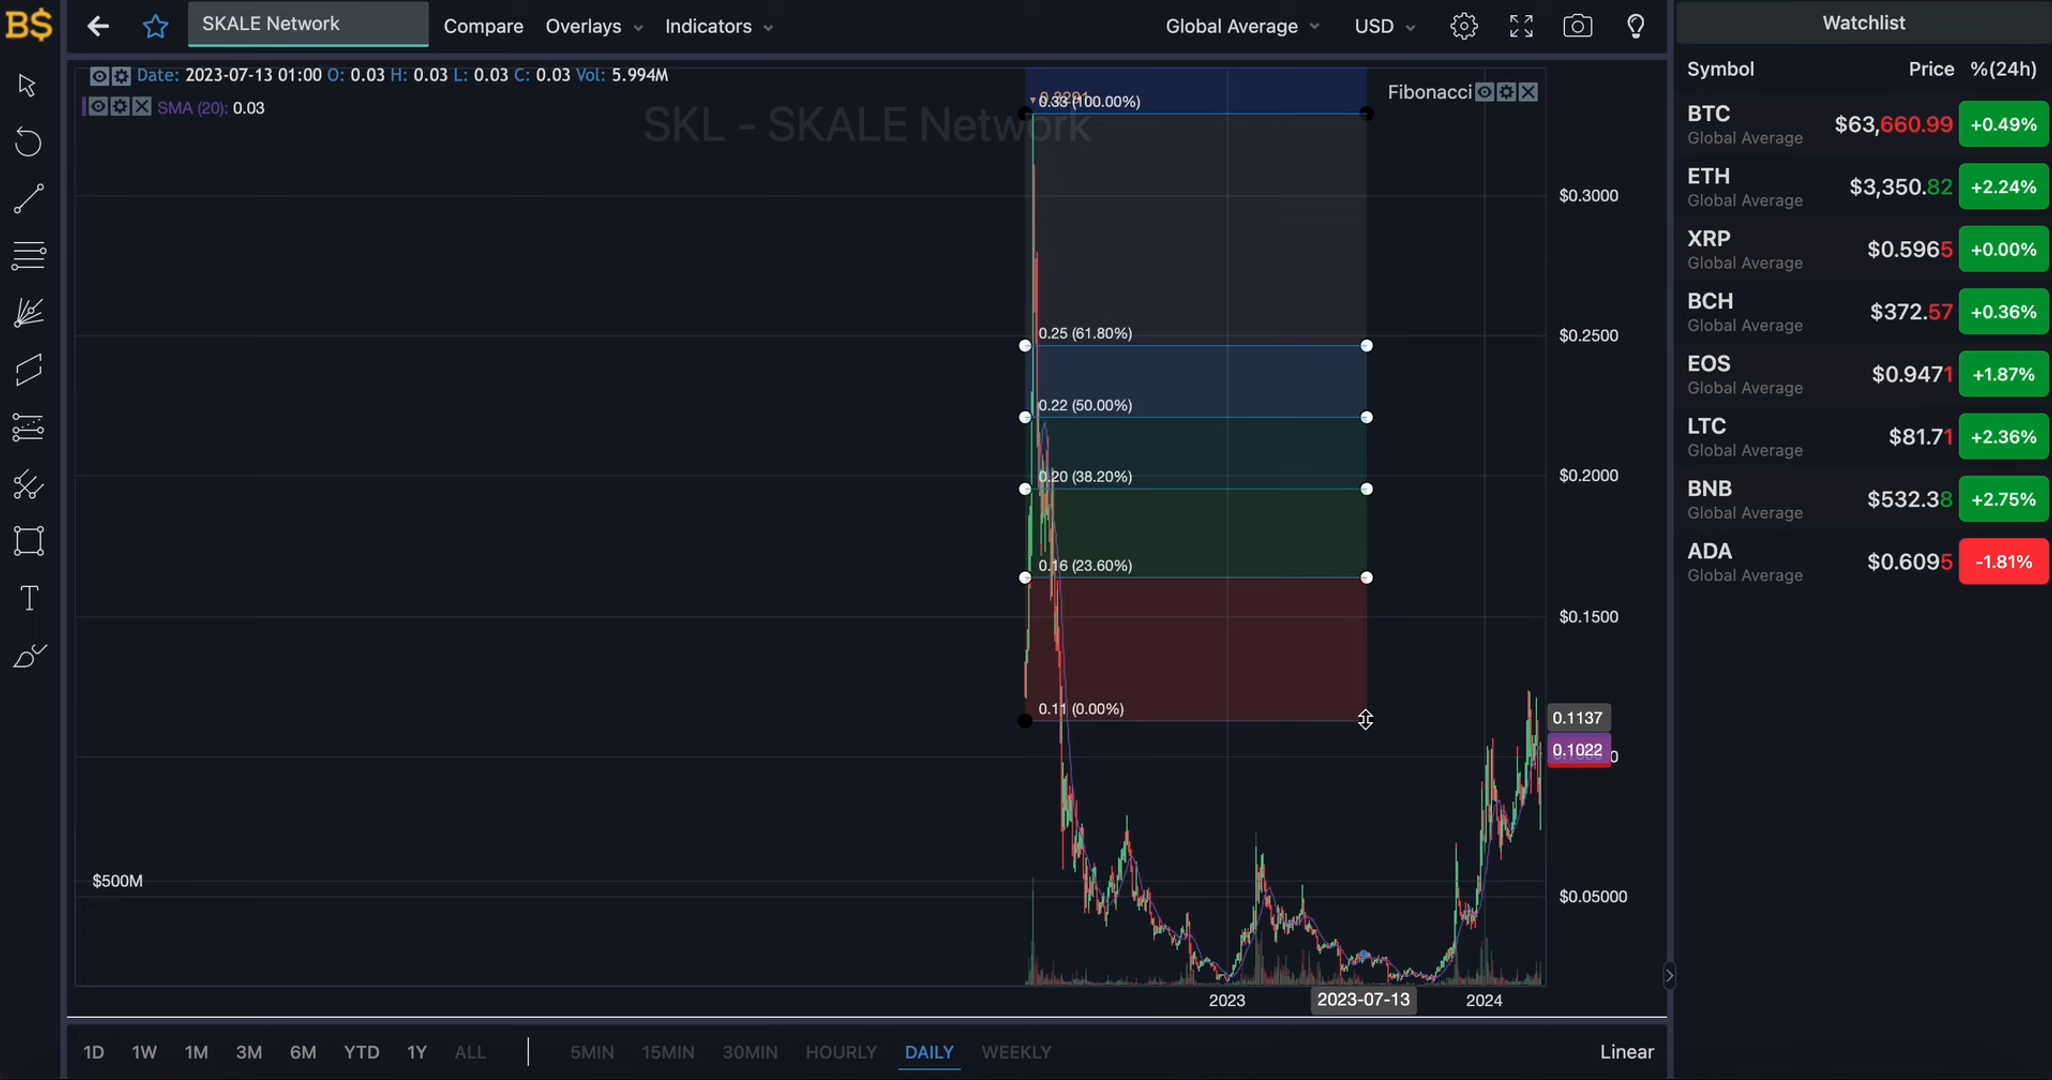 B$
SKALE Network
Compare
Overlays
Indicators
Global Average
USD
Watchlist
Date: 2023-07-13 01:00 O: 0.03 H: 0.03 L: 0.03 C: 0.03 Vol: 5.994M
SMA (20): 0.03
SKL - SKALE Network
0.3291
0.33 (100.00%)
Fibonacci
0.25 (61.80%)
0.22 (50.00%)
0.20 (38.20%)
0.16 (23.60%)
0.11 (0.00%)
$0.3000
$0.2500
$0.2000
$0.1500
0.1137
0.1022
$0.05000
$500M
2023
2023-07-13
2024
Symbol Price %(24h)
BTC $63,660.99 +0.49%
Global Average
ETH $3,350.82 +2.24%
Global Average
XRP $0.5965 +0.00%
Global Average
BCH $372.57 +0.36%
Global Average
EOS $0.9471 +1.87%
Global Average
LTC $81.71 +2.36%
Global Average
BNB $532.38 +2.75%
Global Average
ADA $0.6095 -1.81%
Global Average
T
1D 1W 1M 3M 6M YTD 1Y ALL 5MIN 15MIN 30MIN HOURLY DAILY WEEKLY Linear